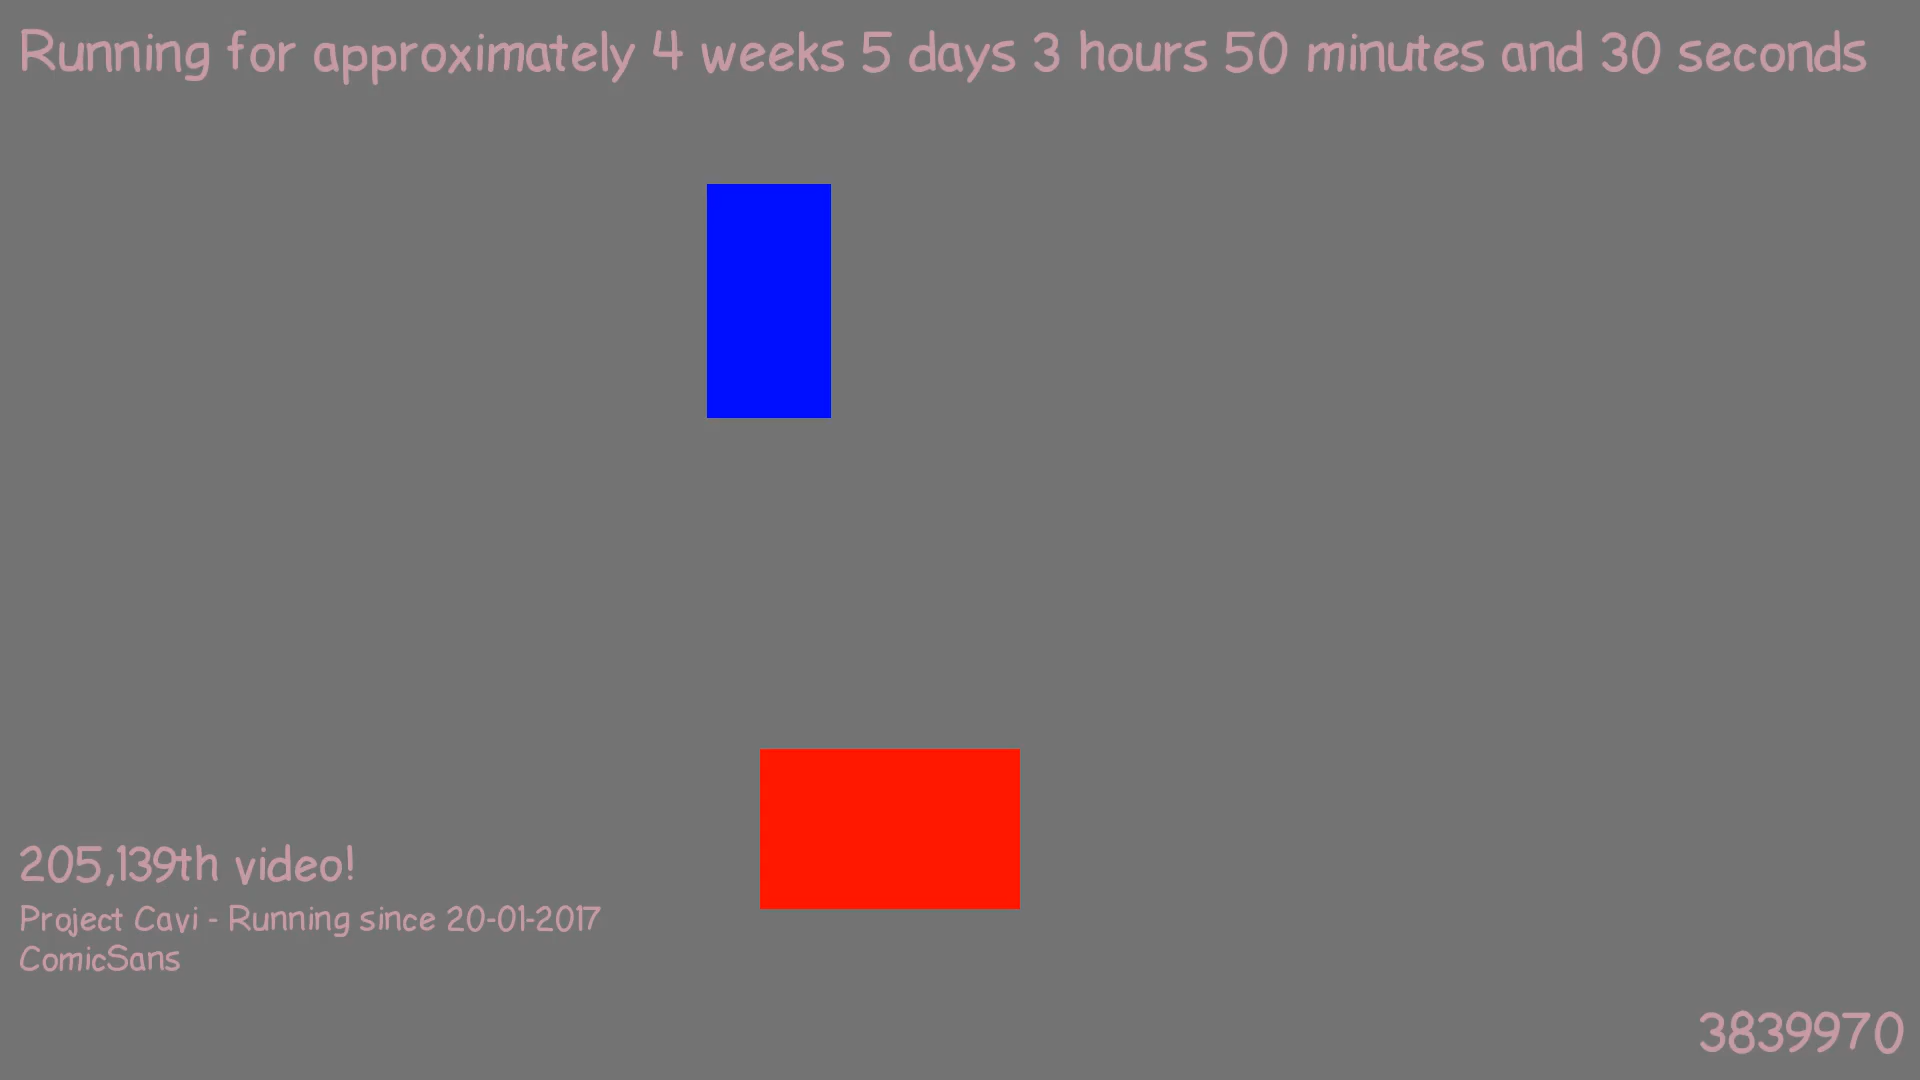 Running for approximately 4 weeks 5 days 3 hours 50 minutes and 30 seconds
205,139th video!
Project Cavi - Running since 20-01-2017
ComicSans
3839970